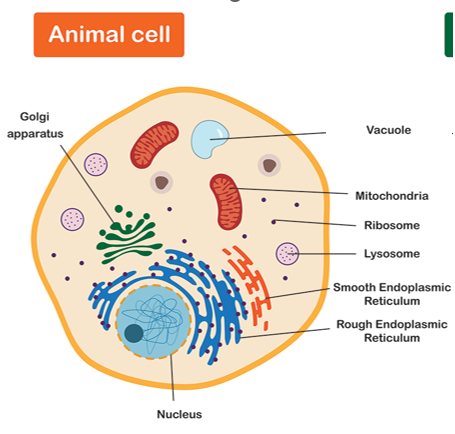 Animal cell
Golgi
apparatus
Vacuole
Mitochondria
Ribosome
Lysosome
Smooth Endoplasmic
Reticulum
Rough Endoplasmic
Reticulum
Nucleus